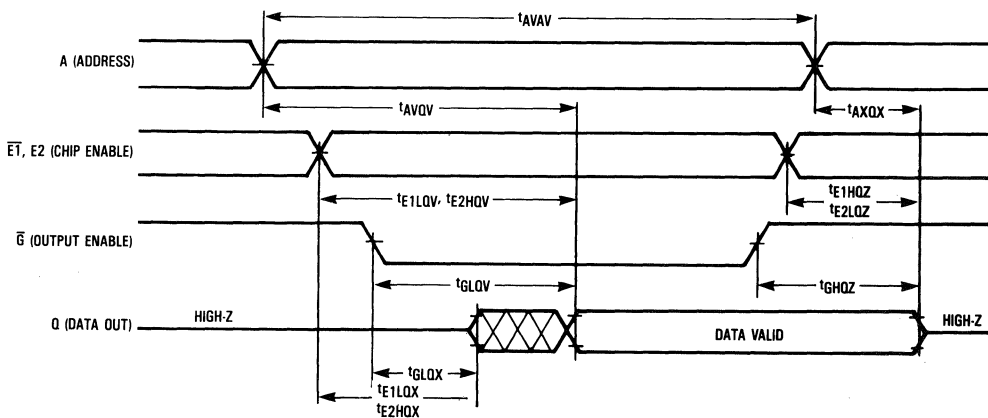 tAVAV
A (ADDRESS)
tAVQV
tAXQX
E1, E2 (CHIP ENABLE)
tE1LQV, tE2HQV
tE1HQZ
tE2LQZ
G (OUTPUT ENABLE)
tGLQV
tGHQZ
Q (DATA OUT)
HIGH-Z
DATA VALID
HIGH-Z
tGLQX
tE1LQX
tE2HQX